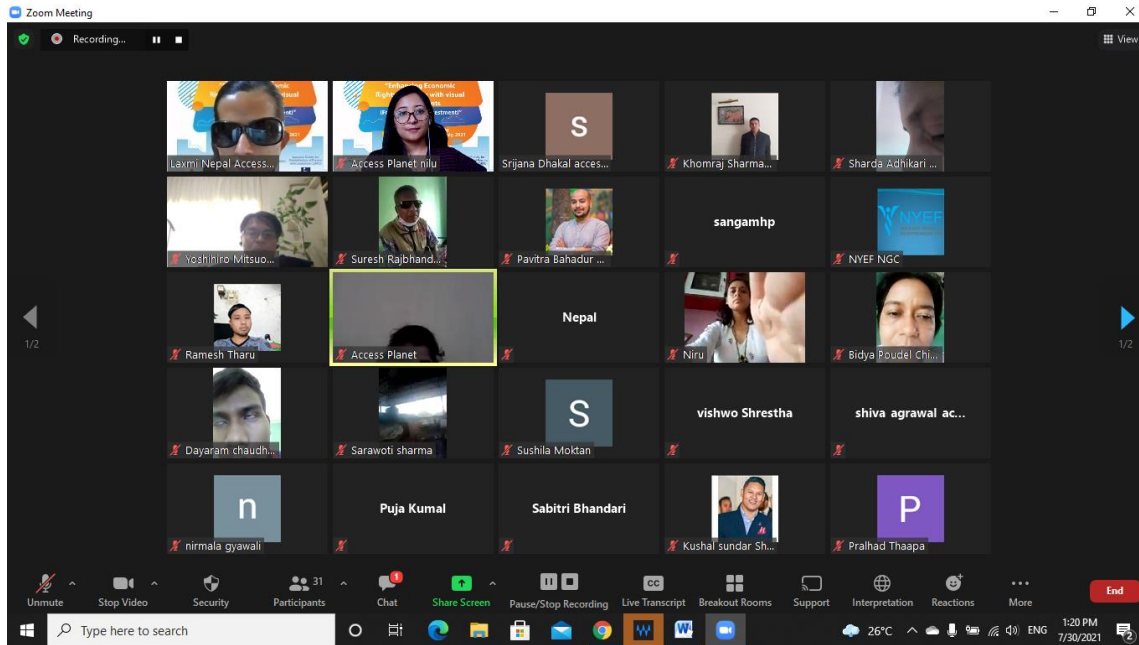 Zoom Meeting
Recording...
View
Laxmi Nepal Access...
Access Planet nilu
S
Srijana Dhakal acces...
Khomraj Sharma...
Sharda Adhikari ...
Yoshihiro Mitsuo...
Suresh Rajbhand...
Pavitra Bahadur ...
sangamhp
NYEF
NYEF NGC
1/2
Ramesh Tharu
Access Planet
Nepal
Niru
Bidya Poudel Chi...
1/2
Dayaram chaudh...
Sarawoti sharma
S
Sushila Moktan
vishwo Shrestha
shiva agrawal ac...
n
nirmala gyawali
Puja Kumal
Sabitri Bhandari
Kushal sundar Sh...
P
Pralhad Thaapa
Unmute
Stop Video
Security
31
Participants
1
Chat
Share Screen
Pause/Stop Recording
CC
Live Transcript
Breakout Rooms
Support
Interpretation
Reactions
More
End
Type here to search
26°C
ENG
1:20 PM
7/30/2021
2